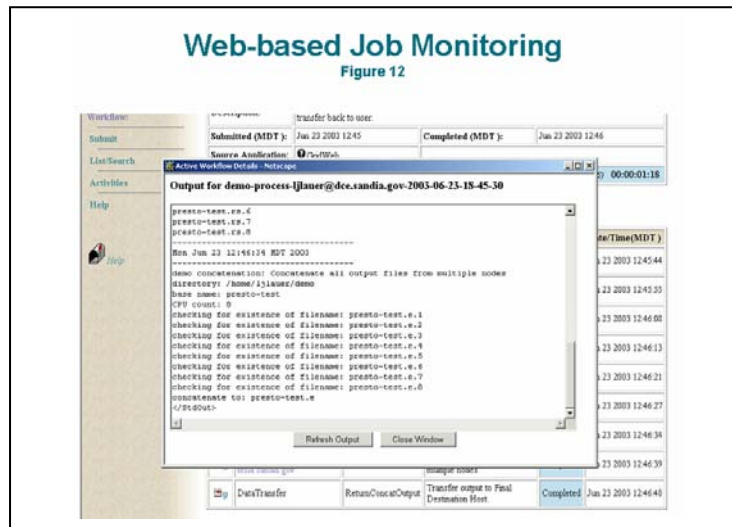 Web-based Job Monitoring
Figure 12
Workflow:
transfer back to user.
Submit
Submitted (MDT ): Jun 23 2003 12:45 Completed (MDT ): Jun 23 2003 12:46
List/Search
Source Application:
Activities
00:00:01:18
Help
Help
Active Workflow Details - Netscape
Output for demo-process-ljlauer@dce.sandia.gov-2003-06-23-18-45-30
presto-test.rs.6
presto-test.rs.7
presto-test.rs.8
------------------------------------
Mon Jun 23 12:46:34 MDT 2003
------------------------------------
demo concatenation: Concatenate all output files from multiple nodes
directory: /home/ljlauer/demo
base name: presto-test
CPU count: 8
checking for existence of filename: presto-test.e.1
checking for existence of filename: presto-test.e.2
checking for existence of filename: presto-test.e.3
checking for existence of filename: presto-test.e.4
checking for existence of filename: presto-test.e.5
checking for existence of filename: presto-test.e.6
checking for existence of filename: presto-test.e.7
checking for existence of filename: presto-test.e.8
concatenate to: presto-test.e
</StdOut>
Refresh Output Close Window
te/Time(MDT )
23 2003 12:45:44
23 2003 12:45:55
23 2003 12:46:08
23 2003 12:46:13
23 2003 12:46:21
23 2003 12:46:27
23 2003 12:46:34
23 2003 12:46:39
multiple nodes
DataTransfer ReturnConcatOutput Transfer output to Final
Destination Host. Completed Jun 23 2003 12:46:48